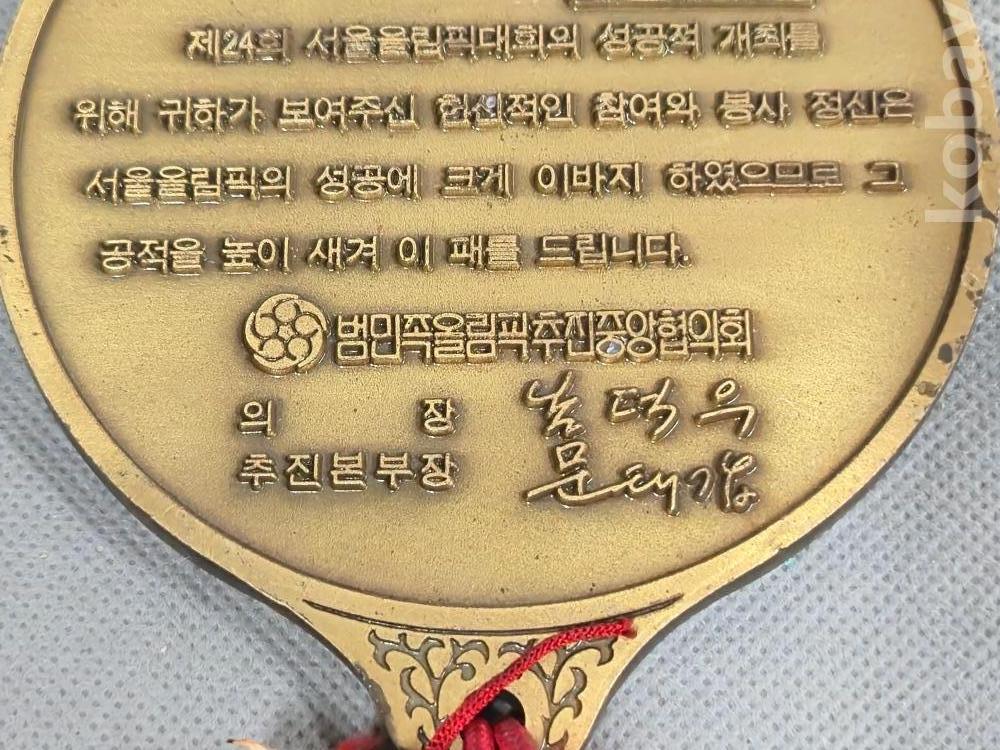 제24회 서울올림픽대회의 성공적 개최를
위해 귀하가 보여주신 헌신적인 참여와 봉사 정신은
서울올림픽의 성공에 크게 이바지 하였으므로 그
공적을 높이 새겨 이 패를 드립니다.
범민족올림픽추진중앙협의회
의 장 남덕우
추진본부장 문태갑
kobay